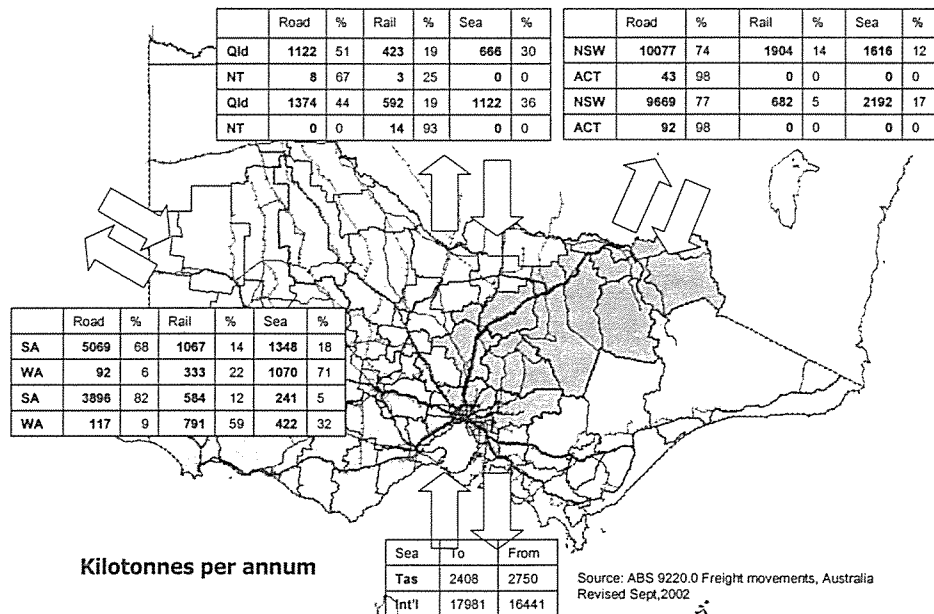 Road % Rail % Sea %
Qld 1122 51 423 19 666 30
NT 8 67 3 25 0 0
Qld 1374 44 592 19 1122 36
NT 0 0 14 93 0 0
Road % Rail % Sea %
NSW 10077 74 1904 14 1616 12
ACT 43 98 0 0 0 0
NSW 9669 77 682 5 2192 17
ACT 92 98 0 0 0 0
Road % Rail % Sea %
SA 5069 68 1067 14 1348 18
WA 92 6 333 22 1070 71
SA 3896 82 584 12 241 5
WA 117 9 791 59 422 32
Sea To From
Tas 2408 2750
Int'l 17981 16441
Kilotonnes per annum
Source: ABS 9220.0 Freight movements, Australia
Revised Sept,2002